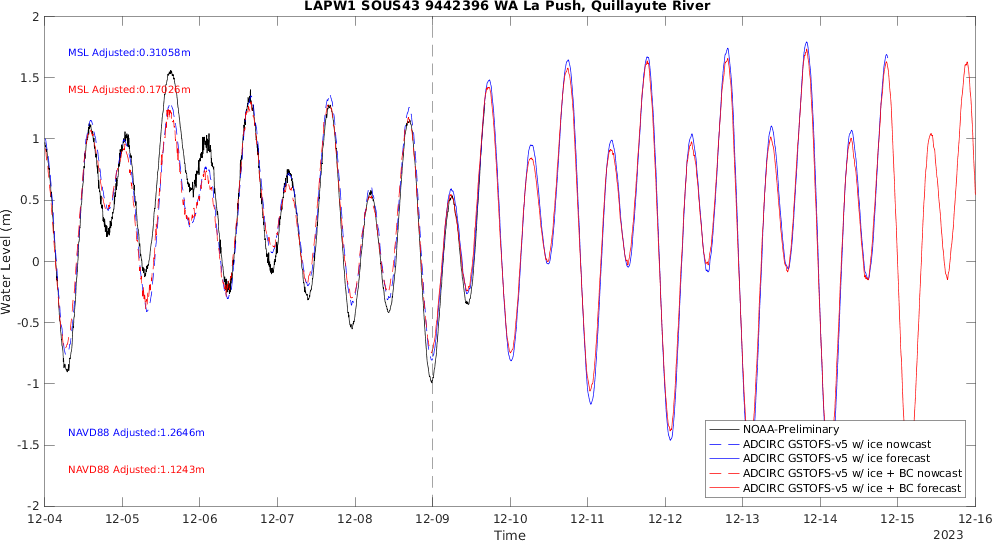 LAPW1 SOUS43 9442396 WA La Push, Quillayute River
2
1.5
1
0.5
0
-0.5
-1
-1.5
-2
Water Level (m)
MSL Adjusted:0.31058m
MSL Adjusted:0.17026m
NAVD88 Adjusted:1.2646m
NAVD88 Adjusted:1.1243m
NOAA-Preliminary
ADCIRC GSTOFS-v5 w/ ice nowcast
ADCIRC GSTOFS-v5 w/ ice forecast
ADCIRC GSTOFS-v5 w/ ice + BC nowcast
ADCIRC GSTOFS-v5 w/ ice + BC forecast
12-04 12-05 12-06 12-07 12-08 12-09 12-10 12-11 12-12 12-13 12-14 12-15 12-16
Time
2023